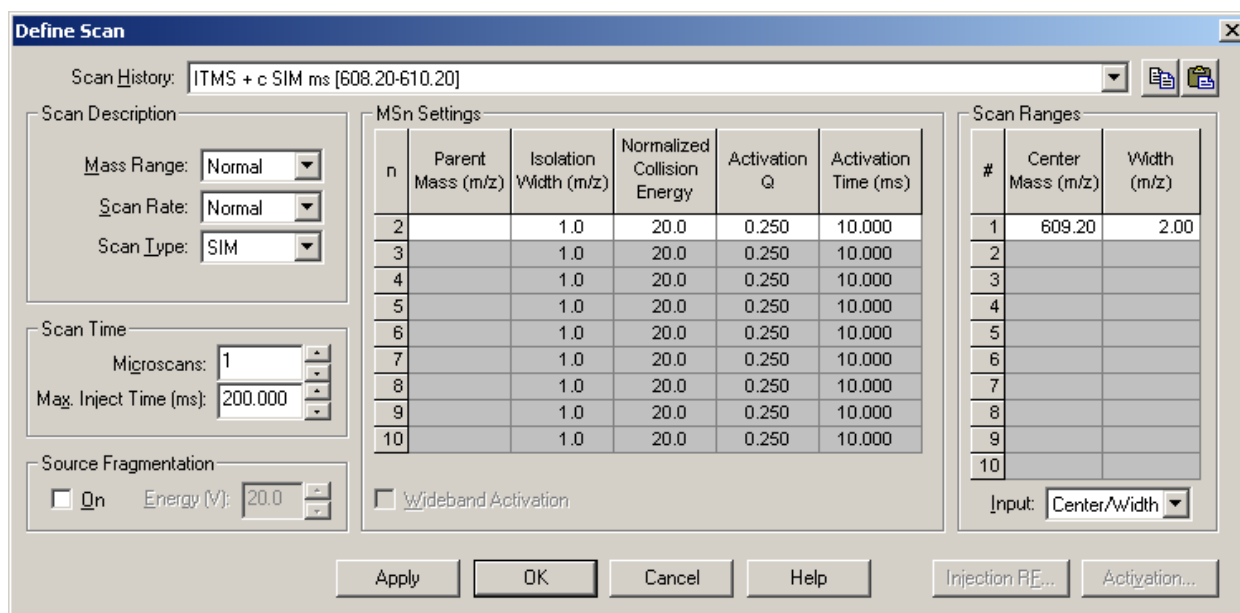 Define Scan
Scan History: ITMS + c SIM ms [608.20-610.20]
Scan Description
Mass Range: Normal
Scan Rate: Normal
Scan Type: SIM
Scan Time
Microscans: 1
Max. Inject Time (ms): 200.000
Source Fragmentation
On Energy (V): 20.0
MSn Settings
n Parent Mass (m/z) Isolation Width (m/z) Normalized Collision Energy Activation Q Activation Time (ms)
2 1.0 20.0 0.250 10.000
3 1.0 20.0 0.250 10.000
4 1.0 20.0 0.250 10.000
5 1.0 20.0 0.250 10.000
6 1.0 20.0 0.250 10.000
7 1.0 20.0 0.250 10.000
8 1.0 20.0 0.250 10.000
9 1.0 20.0 0.250 10.000
10 1.0 20.0 0.250 10.000
Wideband Activation
Scan Ranges
# Center Mass (m/z) Width (m/z)
1 609.20 2.00
2
3
4
5
6
7
8
9
10
Input: Center/Width
Apply OK Cancel Help Injection RF... Activation...